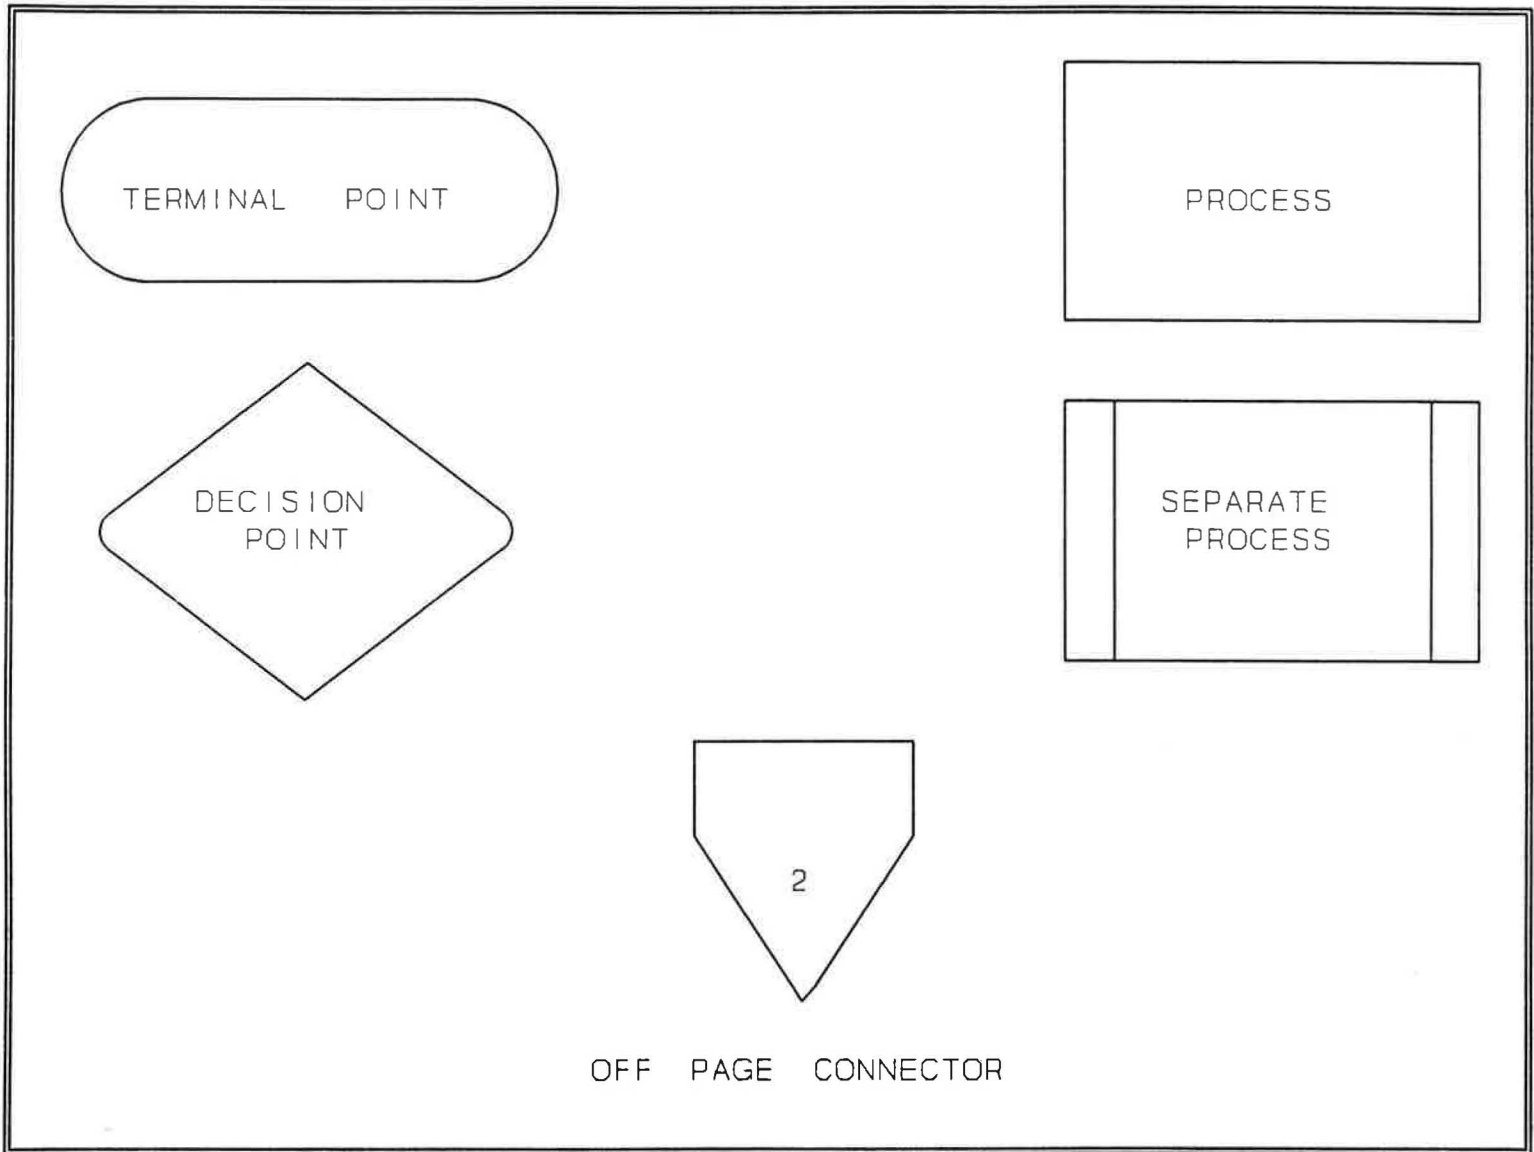 TERMINAL POINT
PROCESS
DECISION
POINT
SEPARATE
PROCESS
2
OFF PAGE CONNECTOR